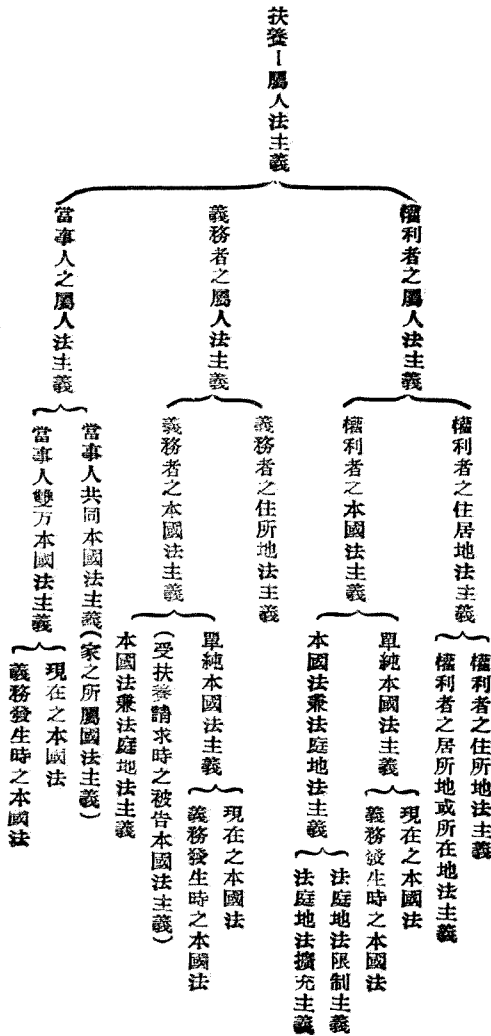 扶養—屬人法主義
權利者之屬人法主義
權利者之住居地法主義
權利者之住所地法主義
權利者之居所地或所在地法主義
權利者之本國法主義
單純本國法主義
現在之本國法
義務發生時之本國法
本國法兼法庭地法主義
法庭地法限制主義
法庭地法擴充主義
義務者之屬人法主義
義務者之住所地法主義
義務者之本國法主義
單純本國法主義
現在之本國法
義務發生時之本國法
(受扶養請求時之被告本國法主義)
本國法兼法庭地法主義
當事人之屬人法主義
當事人共同本國法主義(家之所屬國法主義)
當事人雙方本國法主義
現在之本國法
義務發生時之本國法